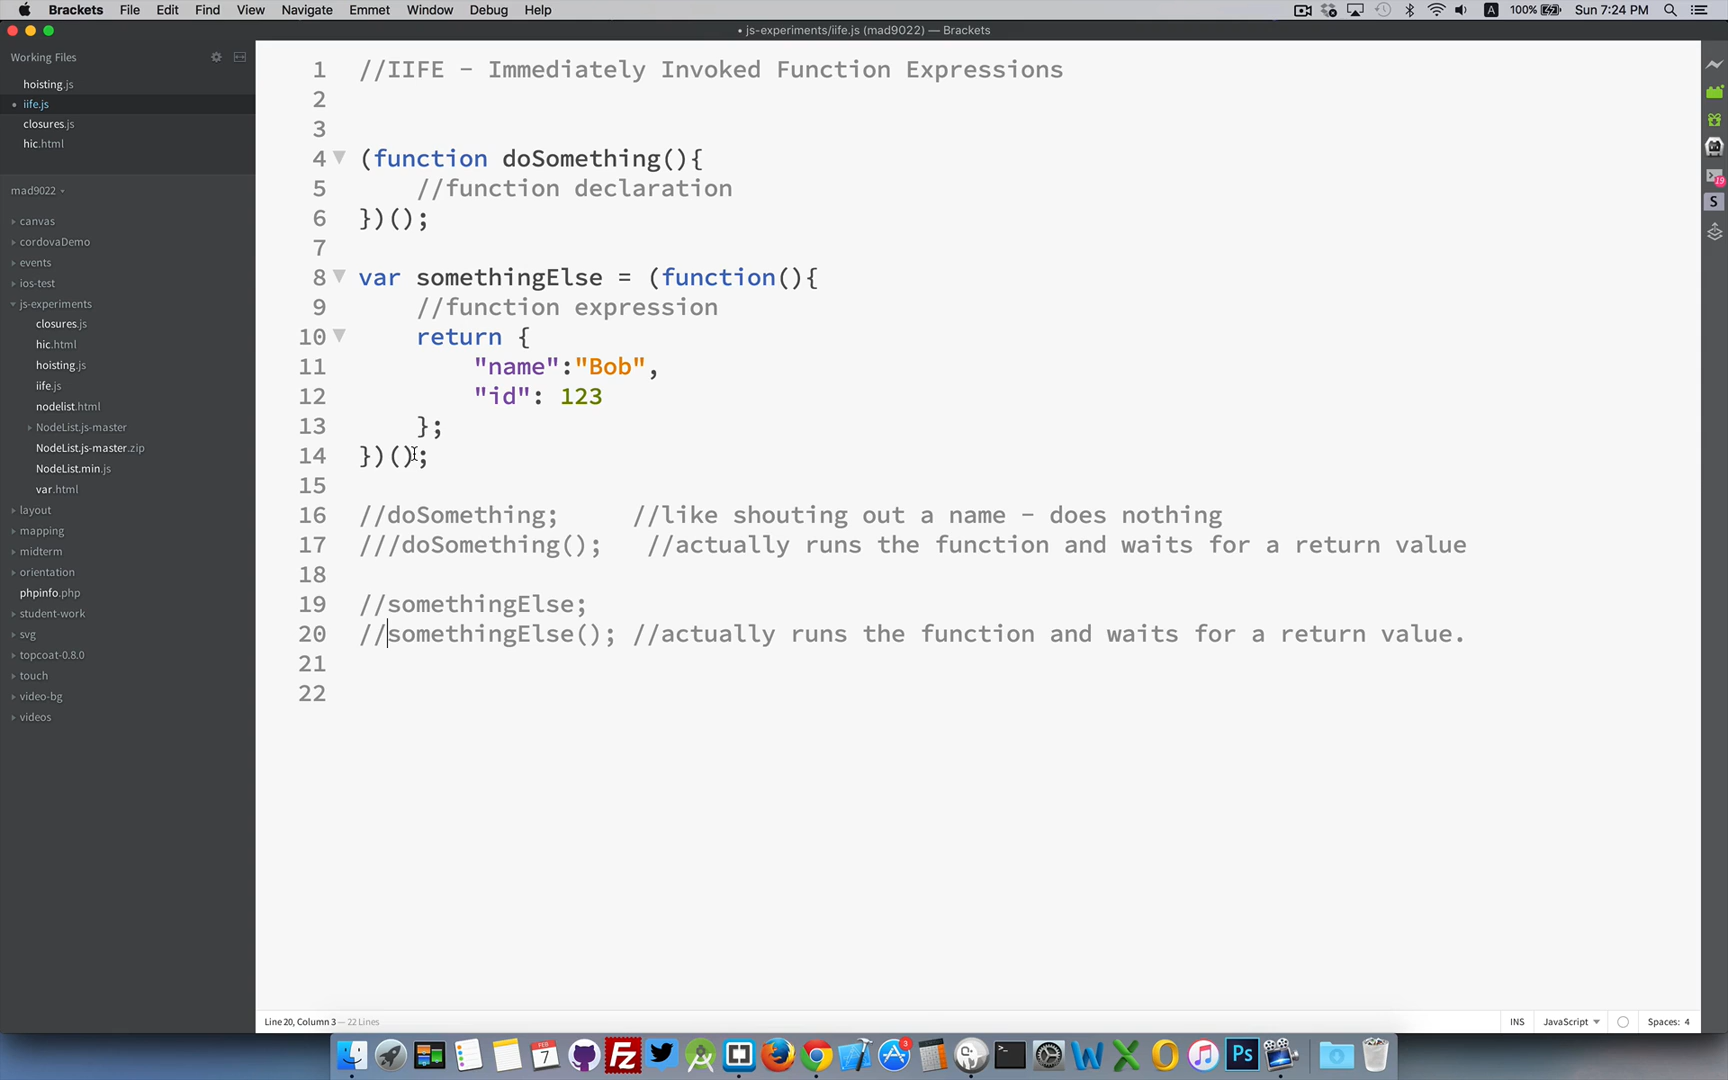 Brackets File Edit Find View Navigate Emmet Window Debug Help 100% Sun 7:24 PM
• js-experiments/iife.js (mad9022) — Brackets
Working Files
hoisting.js
iife.js
closures.js
hic.html
mad9022
canvas
cordovaDemo
events
ios-test
js-experiments
closures.js
hic.html
hoisting.js
iife.js
nodelist.html
NodeList.js-master
NodeList.js-master.zip
NodeList.min.js
var.html
layout
mapping
midterm
orientation
phpinfo.php
student-work
svg
topcoat-0.8.0
touch
video-bg
videos
1 //IIFE - Immediately Invoked Function Expressions
2
3
4 (function doSomething(){
5 //function declaration
6 })();
7
8 var somethingElse = (function(){
9 //function expression
10 return {
11 "name":"Bob",
12 "id": 123
13 };
14 })();
15
16 //doSomething; //like shouting out a name - does nothing
17 ///doSomething(); //actually runs the function and waits for a return value
18
19 //somethingElse;
20 //somethingElse(); //actually runs the function and waits for a return value.
21
22
19
S
Line 20, Column 3 — 22 Lines
INS JavaScript Spaces: 4
FEB
7
Fz
3
W
X
O
Ps